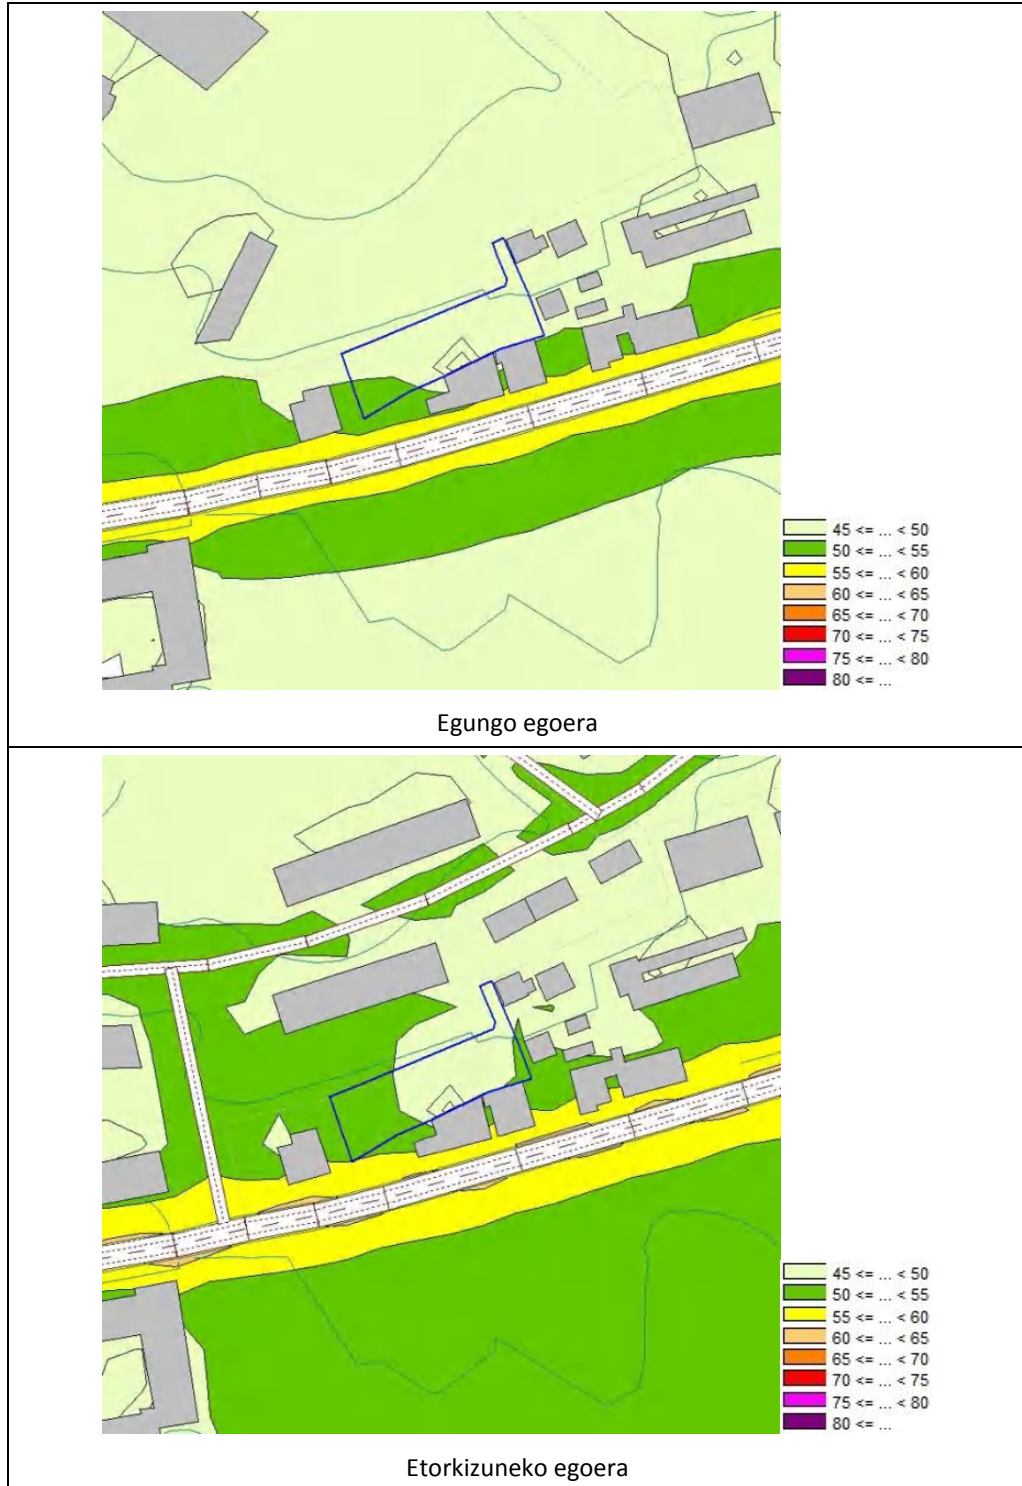 45 <= ... < 50
50 <= ... < 55
55 <= ... < 60
60 <= ... < 65
65 <= ... < 70
70 <= ... < 75
75 <= ... < 80
80 <= ...
Egungo egoera
45 <= ... < 50
50 <= ... < 55
55 <= ... < 60
60 <= ... < 65
65 <= ... < 70
70 <= ... < 75
75 <= ... < 80
80 <= ...
Etorkizuneko egoera